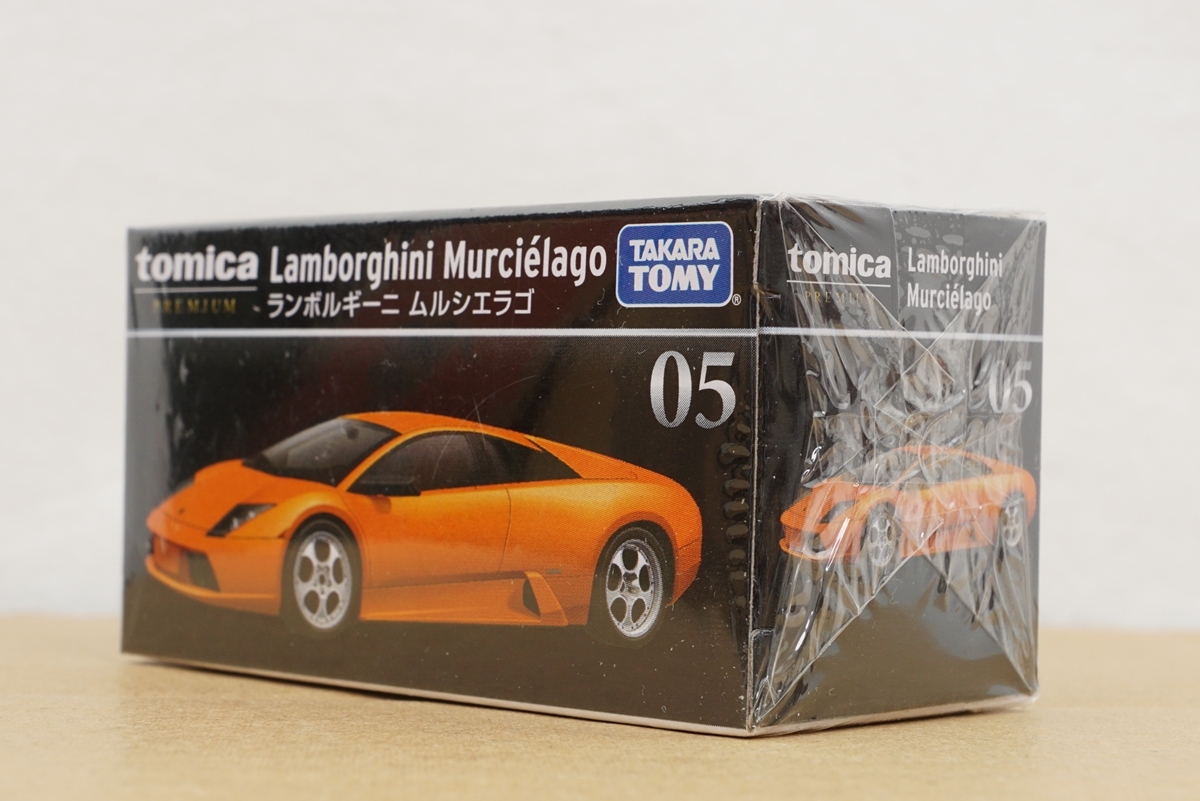 tomica
PREMIUM
Lamborghini Murciélago
ランボルギーニ ムルシエラゴ
TAKARA
TOMY
®
05
tomica
PREMIUM
Lamborghini
Murciélago
05